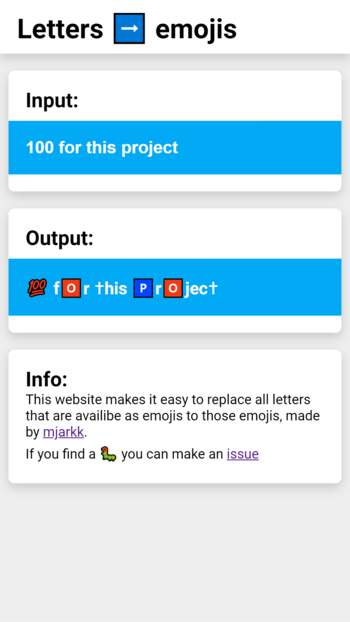 Letters ➡️ emojis
Input:
100 for this project
Output:
💯 f🅾️r ✝his 🅿️r🅾️jec✝
Info:
This website makes it easy to replace all letters
that are availibe as emojis to those emojis, made
by mjarkk.
If you find a 🐛 you can make an issue